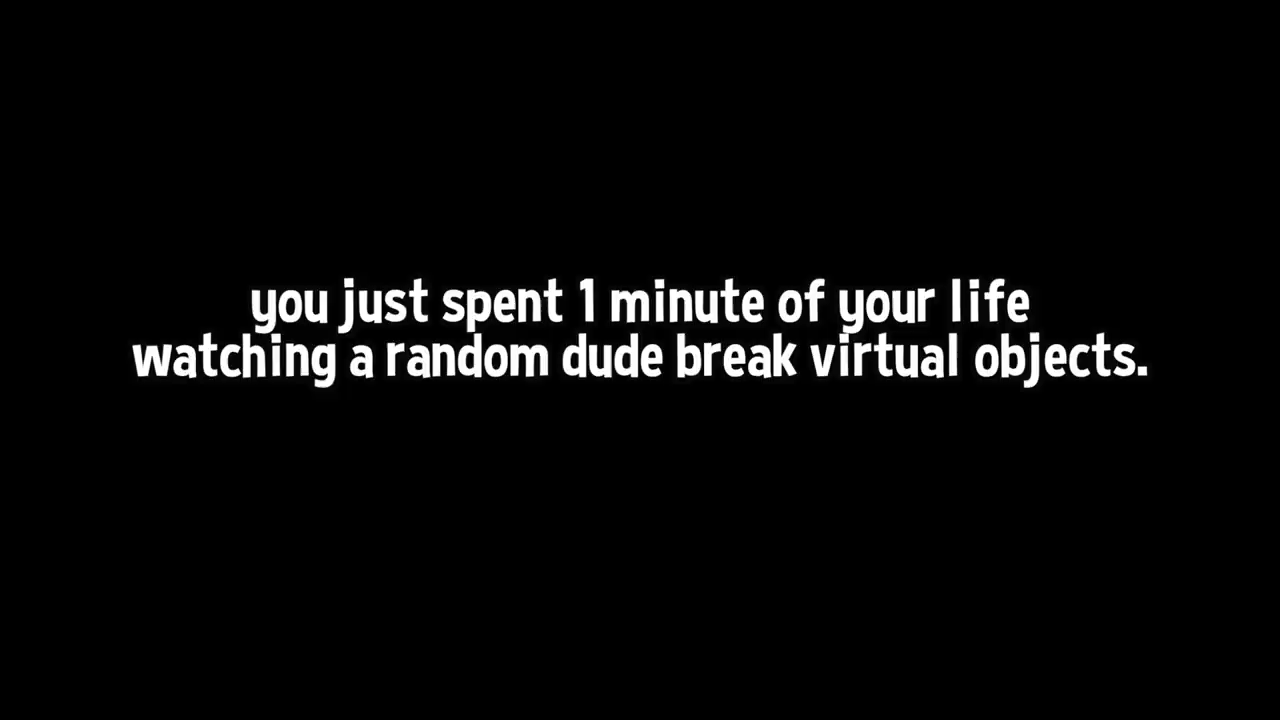 you just spent 1 minute of your life
watching a random dude break virtual objects.